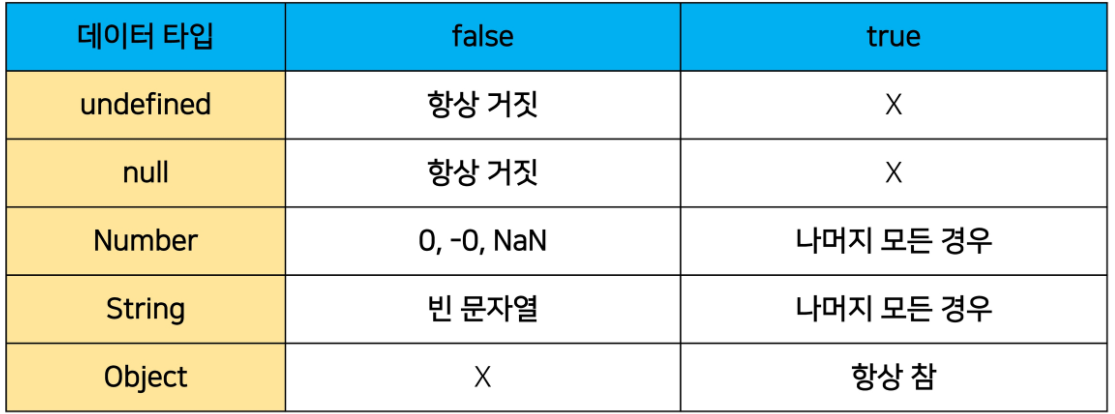 데이터 타입 false true
undefined 항상 거짓 X
null 항상 거짓 X
Number 0, -0, NaN 나머지 모든 경우
String 빈 문자열 나머지 모든 경우
Object X 항상 참